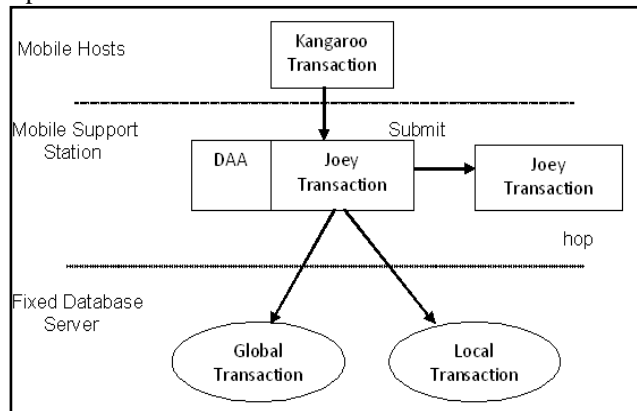 Mobile Hosts
Kangaroo
Transaction
Mobile Support
Station
Submit
DAA
Joey
Transaction
Joey
Transaction
hop
Fixed Database
Server
Global
Transaction
Local
Transaction